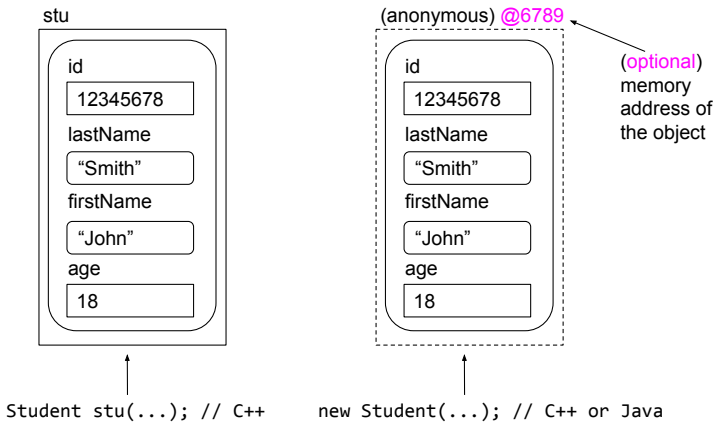 stu
id
12345678
lastName
“Smith”
firstName
“John”
age
18
Student stu(...); // C++
(anonymous) @6789
id
12345678
lastName
“Smith”
firstName
“John”
age
18
new Student(...); // C++ or Java
(optional)
memory
address of
the object